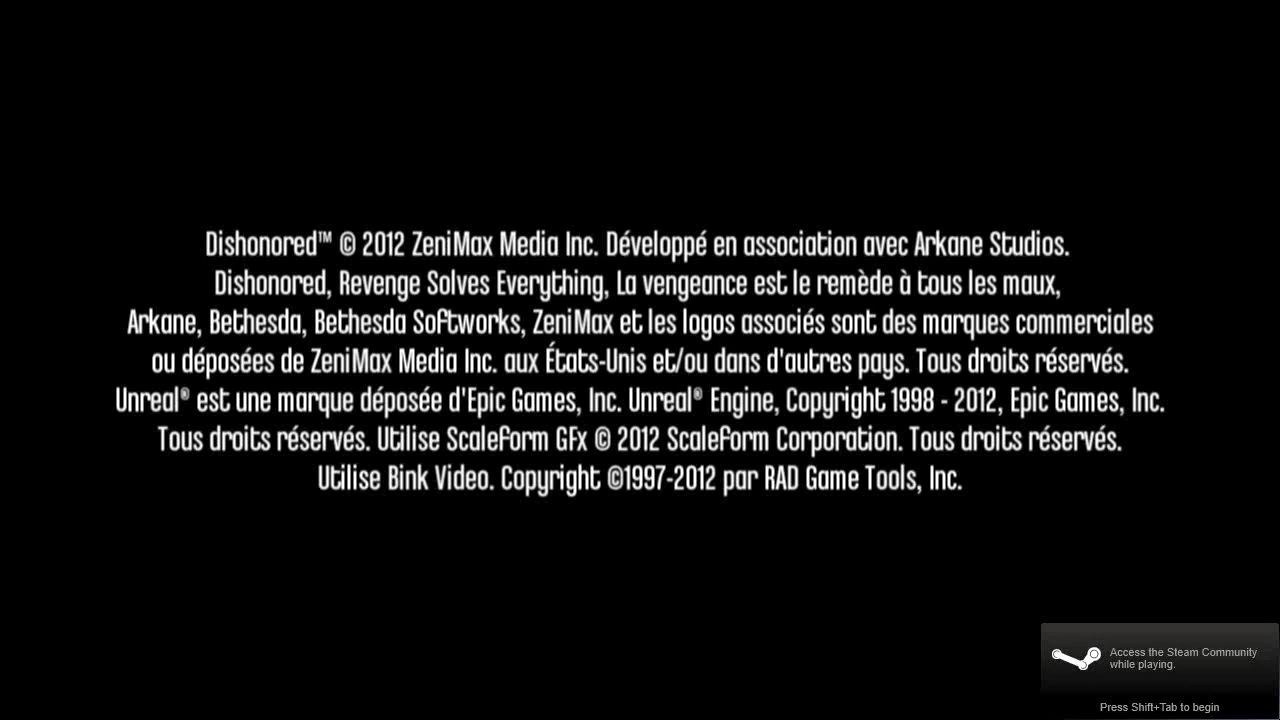 Dishonored™ © 2012 ZeniMax Media Inc. Développé en association avec Arkane Studios.
Dishonored, Revenge Solves Everything, La vengeance est le remède à tous les maux,
Arkane, Bethesda, Bethesda Softworks, ZeniMax et les logos associés sont des marques commerciales
ou déposées de ZeniMax Media Inc. aux États-Unis et/ou dans d'autres pays. Tous droits réservés.
Unreal® est une marque déposée d'Epic Games, Inc. Unreal® Engine, Copyright 1998 - 2012, Epic Games, Inc.
Tous droits réservés. Utilise Scaleform GFx © 2012 Scaleform Corporation. Tous droits réservés.
Utilise Bink Video. Copyright ©1997-2012 par RAD Game Tools, Inc.
Access the Steam Community
while playing.
Press Shift+Tab to begin